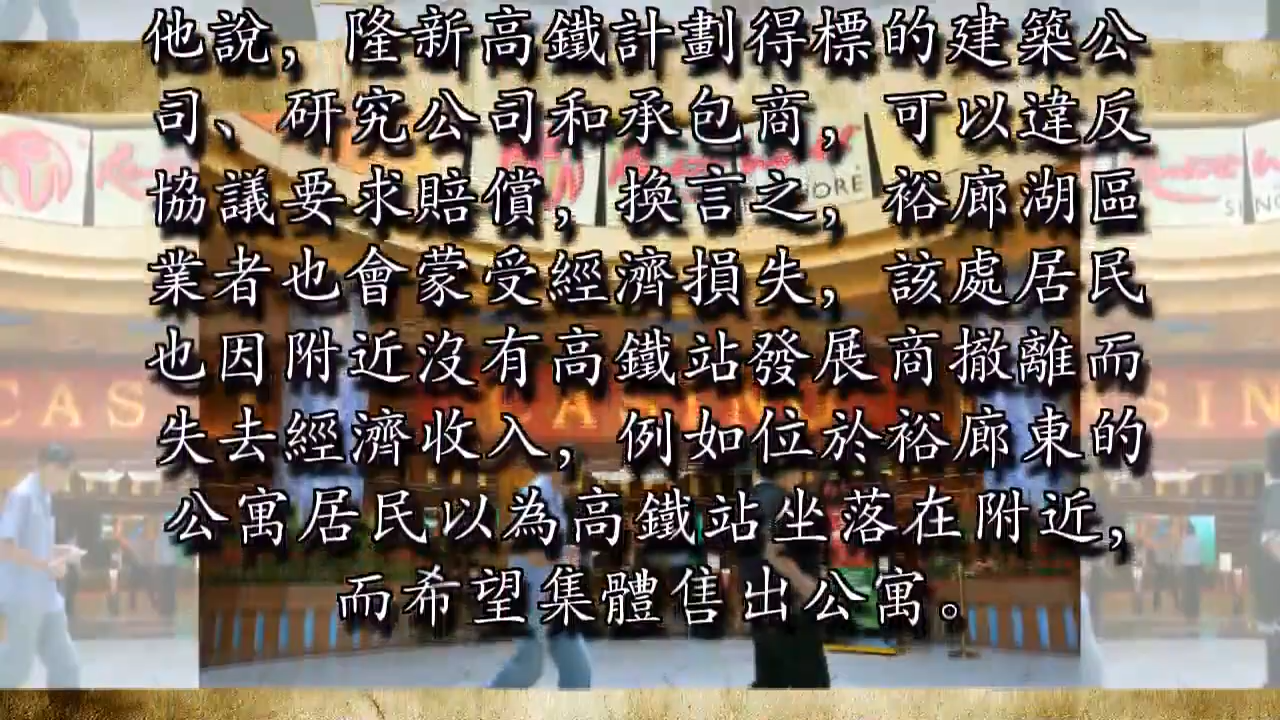 他說，隆新高鐵計劃得標的建築公
司、研究公司和承包商，可以違反
協議要求賠償，換言之，裕廊湖區
業者也會蒙受經濟損失，該處居民
也因附近沒有高鐵站發展商撤離而
失去經濟收入，例如位於裕廊東的
公寓居民以為高鐵站坐落在附近，
而希望集體售出公寓。
CASINO